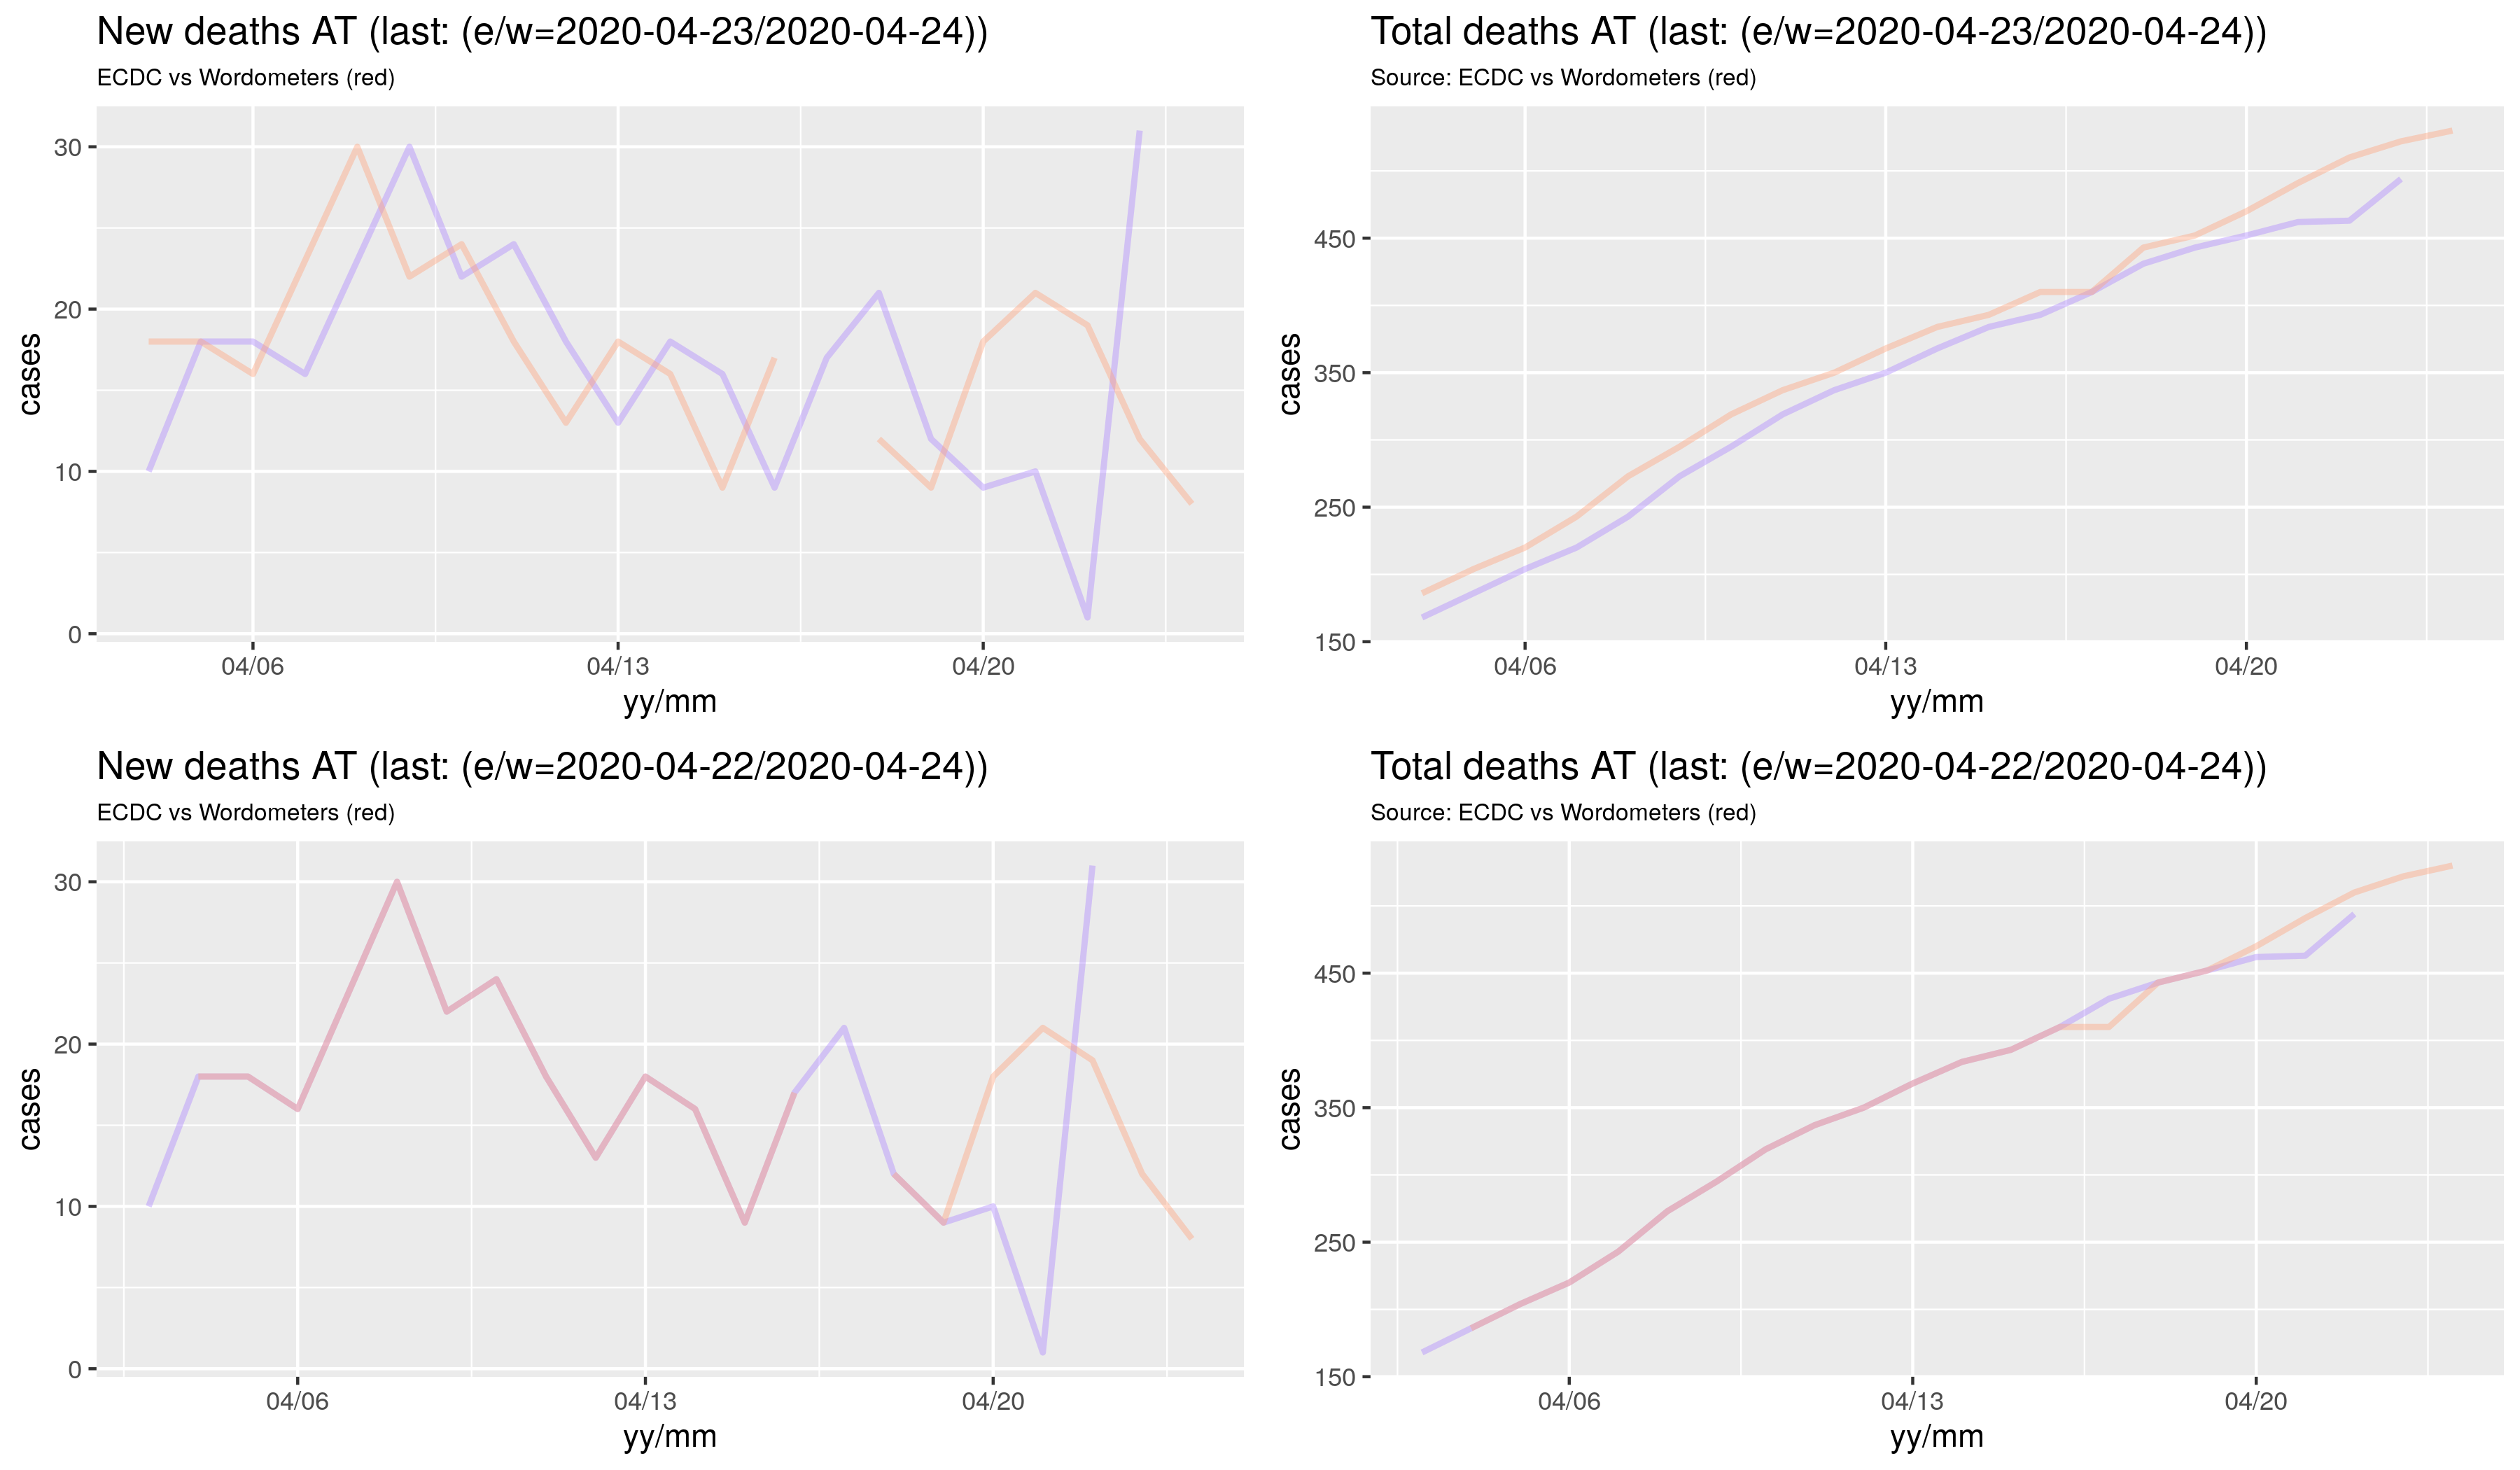 New deaths AT (last: (e/w=2020-04-23/2020-04-24))
ECDC vs Wordometers (red)
30
20
10
0
cases
04/06 04/13 04/20
yy/mm
Total deaths AT (last: (e/w=2020-04-23/2020-04-24))
Source: ECDC vs Wordometers (red)
450
350
250
150
cases
04/06 04/13 04/20
yy/mm
New deaths AT (last: (e/w=2020-04-22/2020-04-24))
ECDC vs Wordometers (red)
30
20
10
0
cases
04/06 04/13 04/20
yy/mm
Total deaths AT (last: (e/w=2020-04-22/2020-04-24))
Source: ECDC vs Wordometers (red)
450
350
250
150
cases
04/06 04/13 04/20
yy/mm